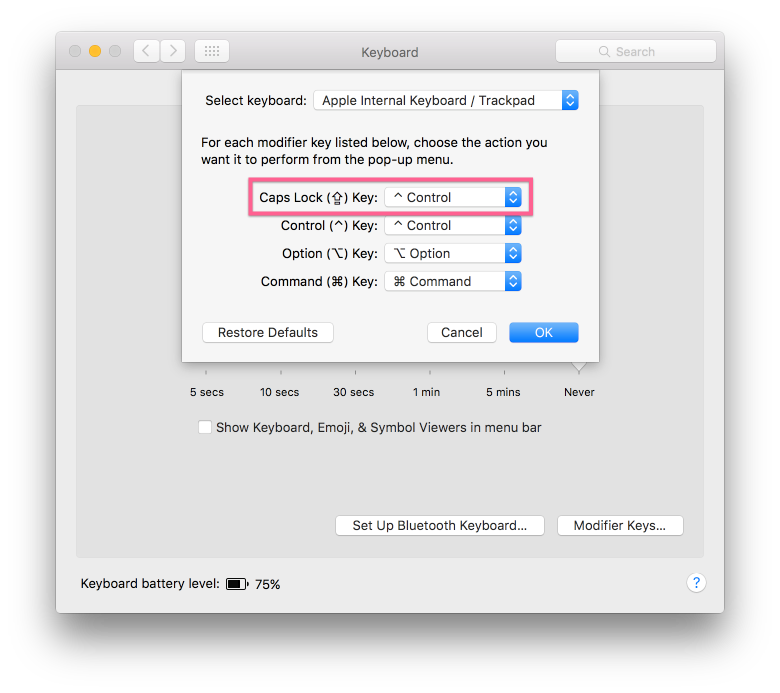 Keyboard
Search
Select keyboard: Apple Internal Keyboard / Trackpad
For each modifier key listed below, choose the action you
want it to perform from the pop-up menu.
Caps Lock (⇪) Key: ^ Control
Control (^) Key: ^ Control
Option (⌥) Key: ⌥ Option
Command (⌘) Key: ⌘ Command
Restore Defaults Cancel OK
5 secs 10 secs 30 secs 1 min 5 mins Never
Show Keyboard, Emoji, & Symbol Viewers in menu bar
Set Up Bluetooth Keyboard... Modifier Keys...
Keyboard battery level: 75% ?